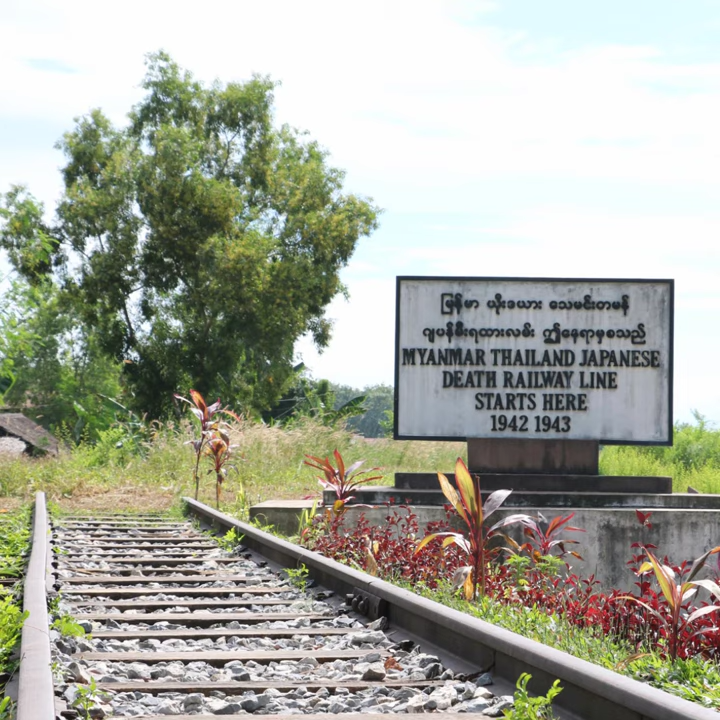 မြန်မာ ယိုးဒယား သေမင်းတမန်
ဂျပန်မီးရထားလမ်း ဤနေရာမှစသည်
MYANMAR THAILAND JAPANESE
DEATH RAILWAY LINE
STARTS HERE
1942 1943